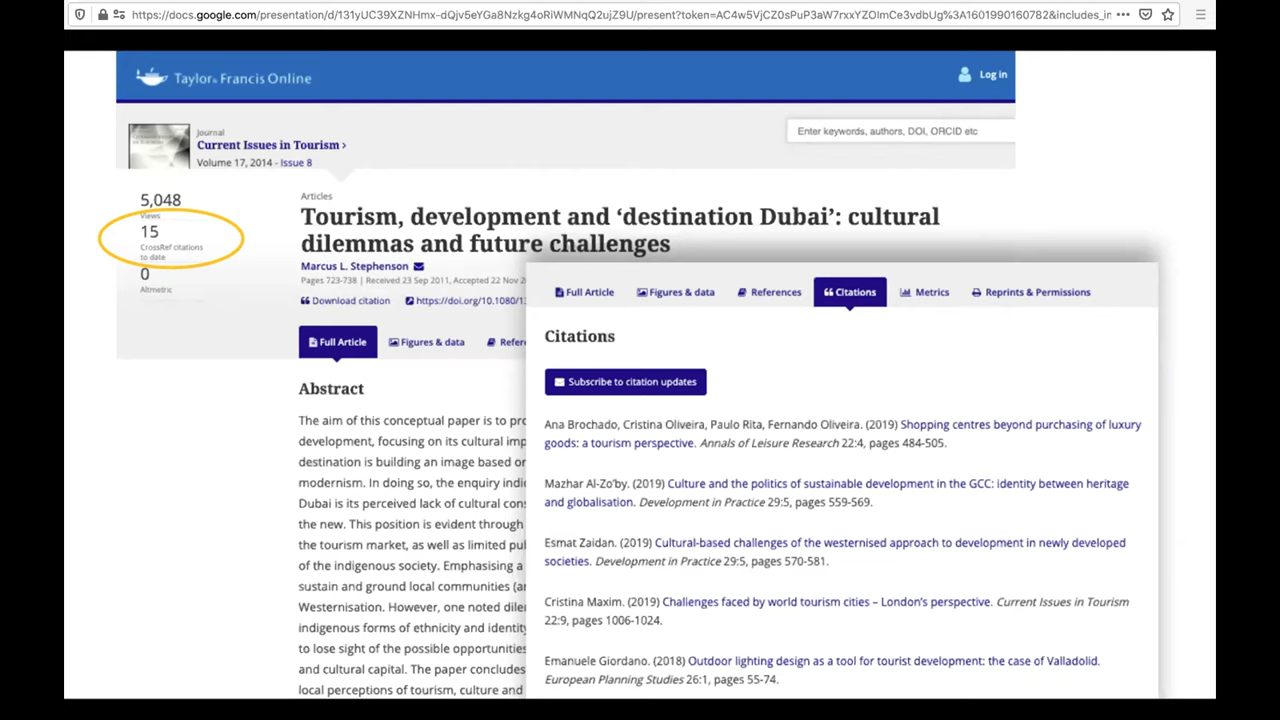 https://docs.google.com/presentation/d/131yUC39XZNHmx-dQjv5eYGa8Nzkg4oRiWMNqQ2ujZ9U/present?token=AC4w5VjCZ0sPuP3aW7rxxYZOlmCe3vdbUg%3A1601990160782&includes_in
Taylor & Francis Online
Log in
Journal
Current Issues in Tourism ›
Volume 17, 2014 - Issue 8
Enter keywords, authors, DOI, ORCID etc
5,048
Views
15
CrossRef citations
to date
0
Altmetric
Articles
Tourism, development and ‘destination Dubai’: cultural
dilemmas and future challenges
Marcus L. Stephenson
Pages 723-738 | Received 23 Sep 2011, Accepted 22 Nov 20
Download citation
https://doi.org/10.1080/13
Full Article
Figures & data
Refere
Abstract
The aim of this conceptual paper is to pro
development, focusing on its cultural imp
destination is building an image based on
modernism. In doing so, the enquiry indic
Dubai is its perceived lack of cultural cons
the new. This position is evident through
the tourism market, as well as limited pub
of the indigenous society. Emphasising a
sustain and ground local communities (an
Westernisation. However, one noted dile
indigenous forms of ethnicity and identity
to lose sight of the possible opportunities
and cultural capital. The paper concludes
local perceptions of tourism, culture and
Full Article
Figures & data
References
Citations
Metrics
Reprints & Permissions
Citations
Subscribe to citation updates
Ana Brochado, Cristina Oliveira, Paulo Rita, Fernando Oliveira. (2019) Shopping centres beyond purchasing of luxury
goods: a tourism perspective. Annals of Leisure Research 22:4, pages 484-505.
Mazhar Al-Zo’by. (2019) Culture and the politics of sustainable development in the GCC: identity between heritage
and globalisation. Development in Practice 29:5, pages 559-569.
Esmat Zaidan. (2019) Cultural-based challenges of the westernised approach to development in newly developed
societies. Development in Practice 29:5, pages 570-581.
Cristina Maxim. (2019) Challenges faced by world tourism cities – London’s perspective. Current Issues in Tourism
22:9, pages 1006-1024.
Emanuele Giordano. (2018) Outdoor lighting design as a tool for tourist development: the case of Valladolid.
European Planning Studies 26:1, pages 55-74.